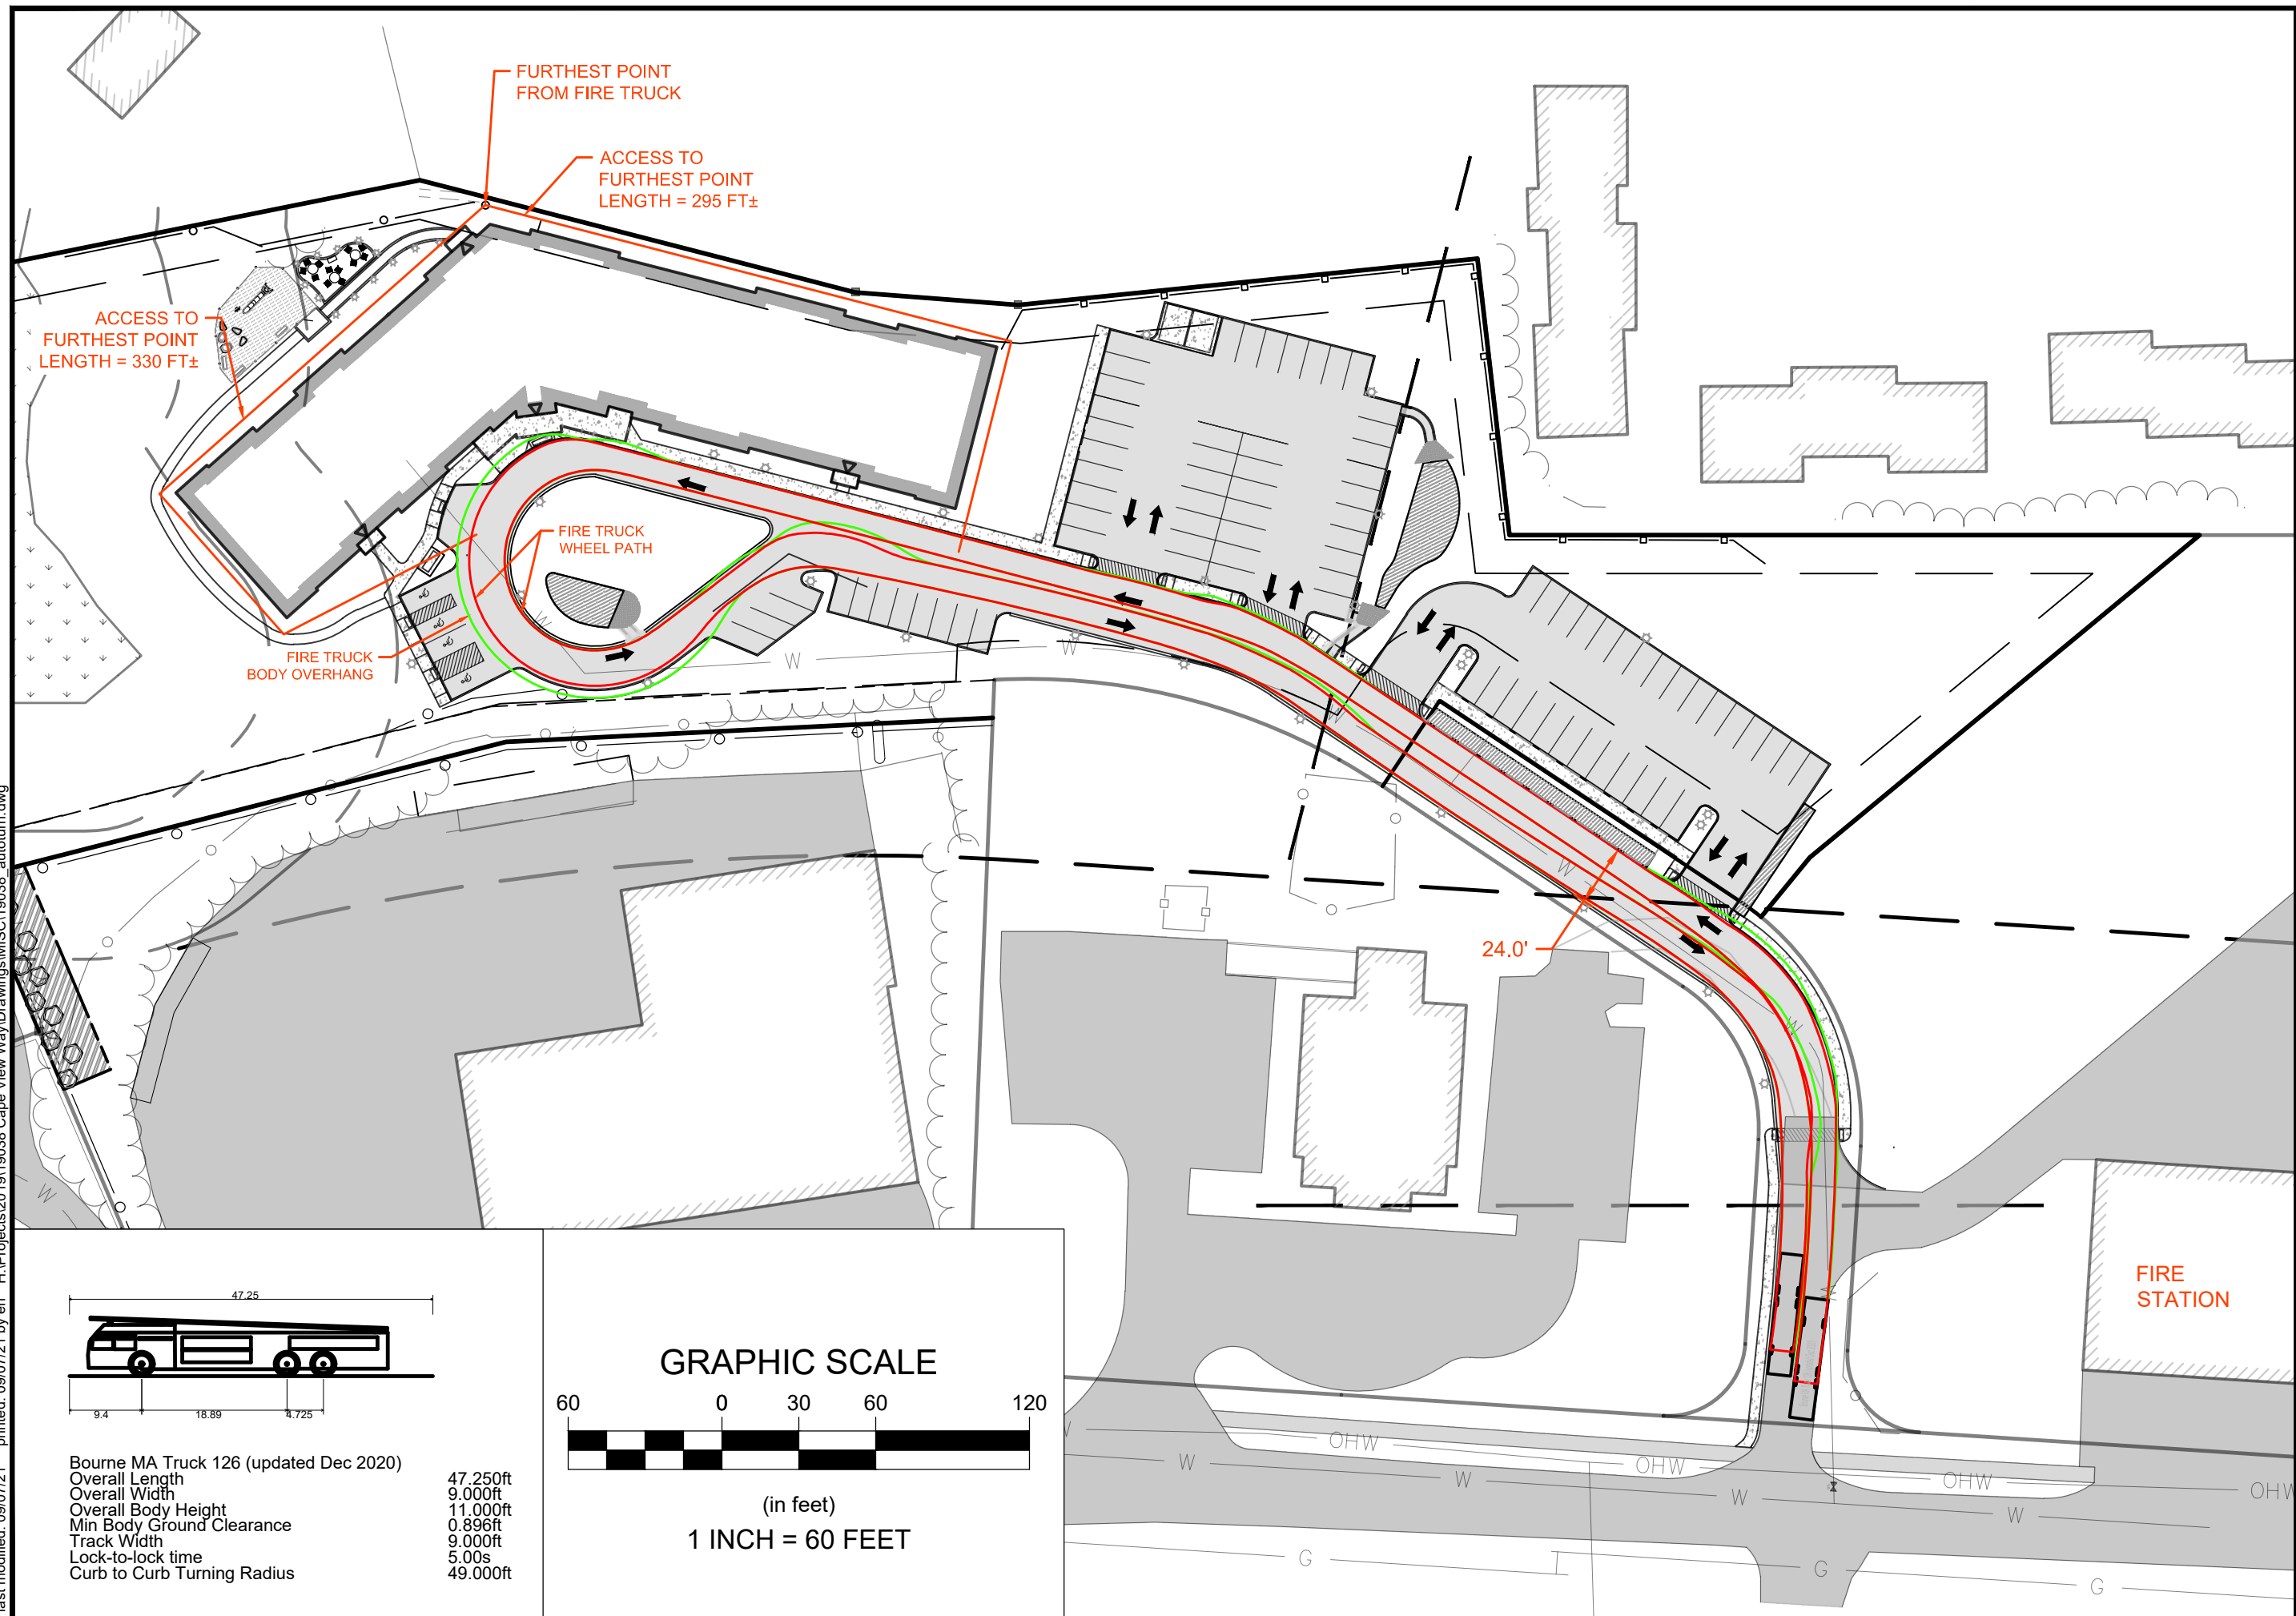 FURTHEST POINT
FROM FIRE TRUCK
ACCESS TO
FURTHEST POINT
LENGTH = 295 FT±
ACCESS TO
FURTHEST POINT
LENGTH = 330 FT±
FIRE TRUCK
WHEEL PATH
FIRE TRUCK
BODY OVERHANG
W
W
W
W
W
24.0'
W
W
W
FIRE
STATION
47.25
9.4
18.89
4.725
Bourne MA Truck 126 (updated Dec 2020)
Overall Length 47.250ft
Overall Width 9.000ft
Overall Body Height 11.000ft
Min Body Ground Clearance 0.896ft
Track Width 9.000ft
Lock-to-lock time 5.00s
Curb to Curb Turning Radius 49.000ft
GRAPHIC SCALE
60 0 30 60 120
(in feet)
1 INCH = 60 FEET
OHW
OHW
OHW
OHW
W
W
W
W
W
G
G
G